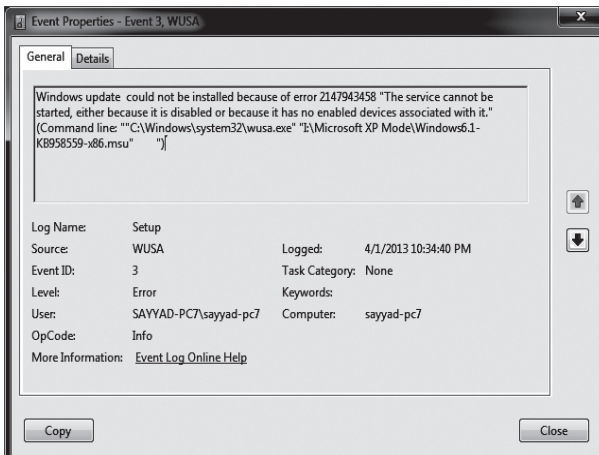 Event Properties - Event 3, WUSA
x
General Details
Windows update could not be installed because of error 2147943458 "The service cannot be
started, either because it is disabled or because it has no enabled devices associated with it."
(Command line: ""C:\Windows\system32\wusa.exe" "I:\Microsoft XP Mode\Windows6.1-
KB958559-x86.msu" ")
Log Name: Setup
Source: WUSA Logged: 4/1/2013 10:34:40 PM
Event ID: 3 Task Category: None
Level: Error Keywords:
User: SAYYAD-PC7\sayyad-pc7 Computer: sayyad-pc7
OpCode: Info
More Information: Event Log Online Help
Copy Close